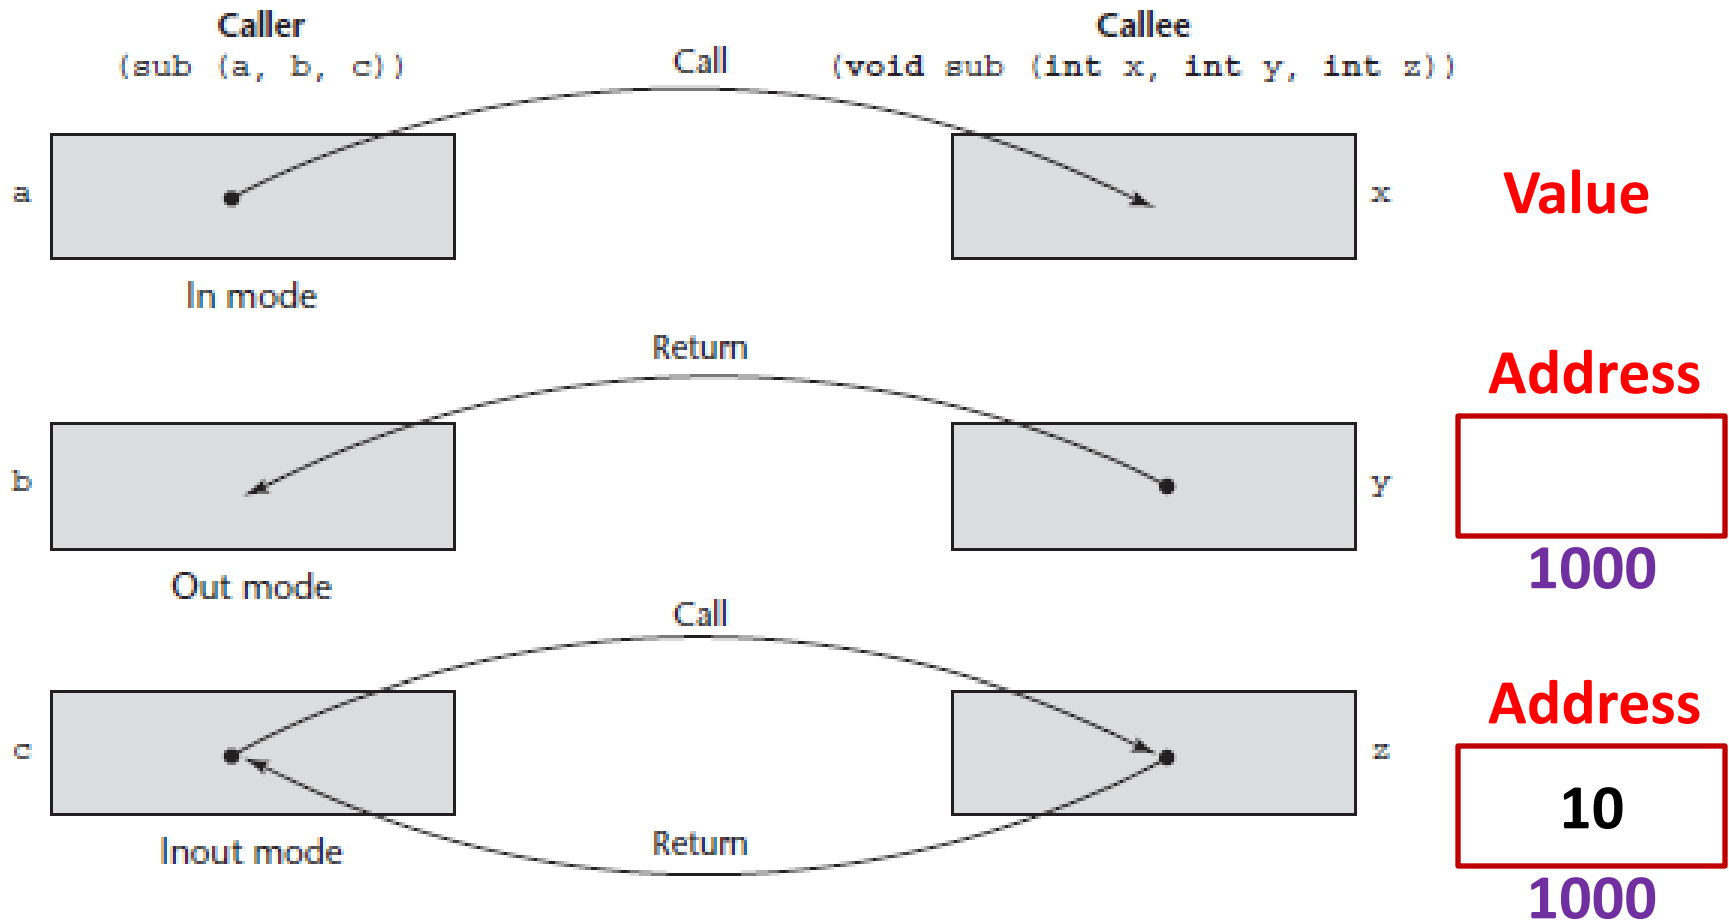 Caller
(sub (a, b, c))
Call
Callee
(void sub (int x, int y, int z))
a
x
Value
In mode
Return
Address
b
y
1000
Out mode
Call
Address
c
z
10
Inout mode
Return
1000